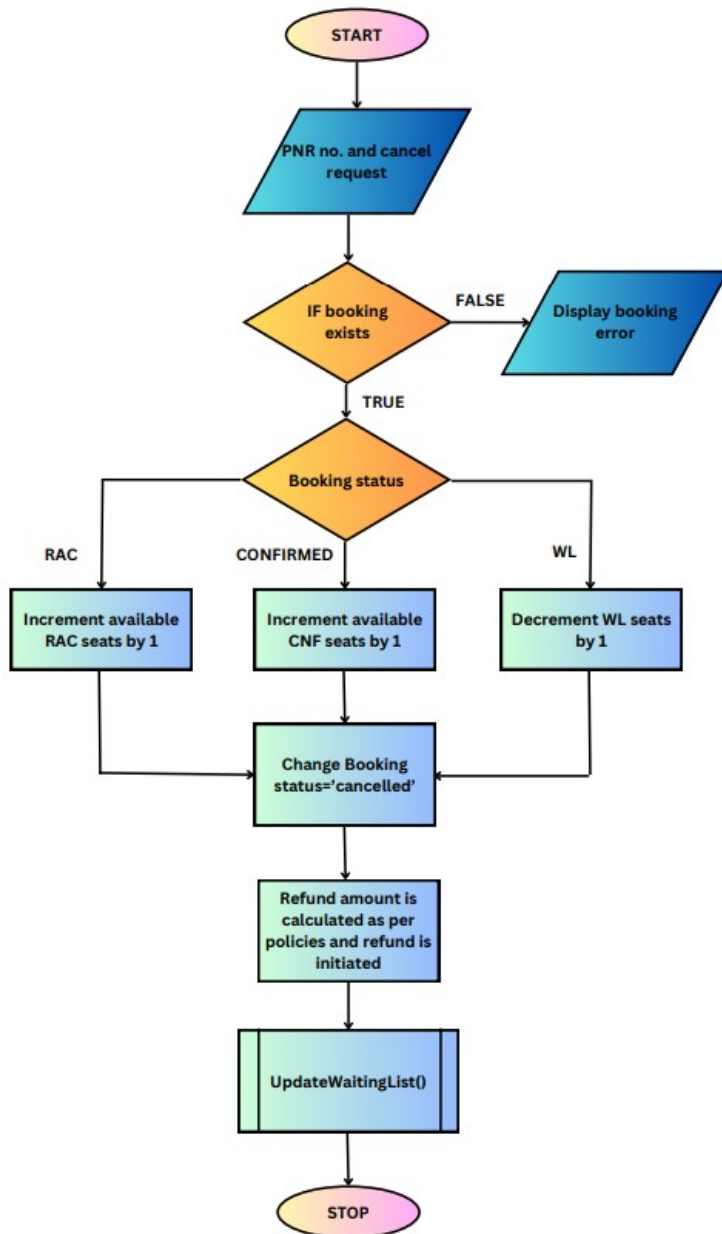 START
PNR no. and cancel
request
IF booking
exists
FALSE
Display booking
error
TRUE
Booking status
RAC
CONFIRMED
WL
Increment available
RAC seats by 1
Increment available
CNF seats by 1
Decrement WL seats
by 1
Change Booking
status=’cancelled’
Refund amount is
calculated as per
policies and refund is
initiated
UpdateWaitingList()
STOP